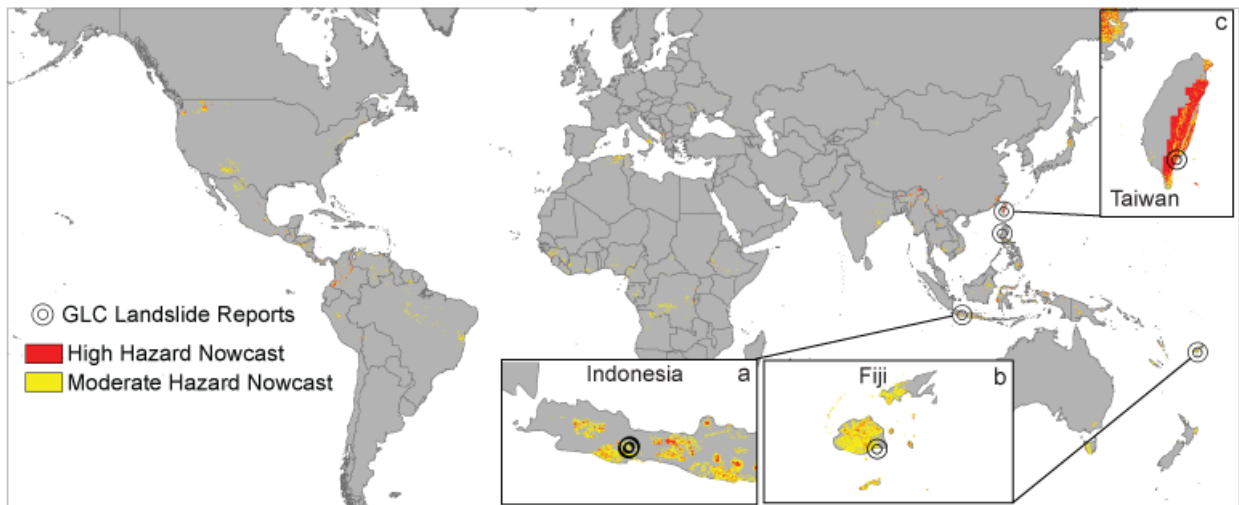 c
Taiwan
GLC Landslide Reports
High Hazard Nowcast
Moderate Hazard Nowcast
Indonesia a
Fiji b